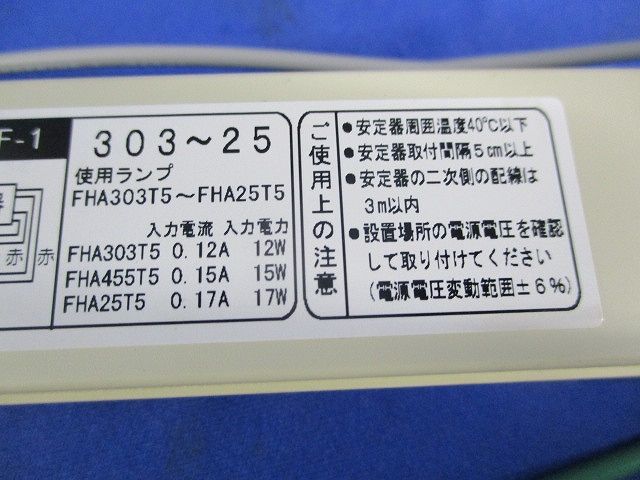 F-1
303～25
使用ランプ
FHA303T5～FHA25T5
入力電流 入力電力
FHA303T5 0.12A 12W
FHA455T5 0.15A 15W
FHA25T5 0.17A 17W
器
赤 赤
ご使用上の注意
●安定器周囲温度40℃以下
●安定器取付間隔5cm以上
●安定器の二次側の配線は
3m以内
●設置場所の電源電圧を確認
して取り付けてください
(電源電圧変動範囲±6%)